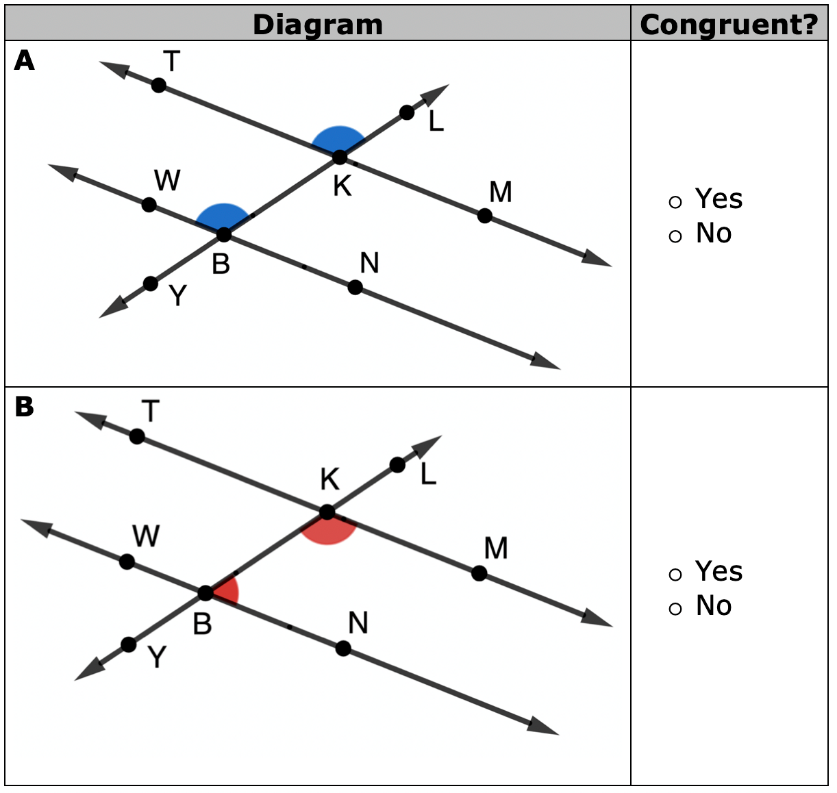 Diagram
Congruent?
A
T
L
K
W
M
B
N
Y
Yes
No
B
T
K
L
W
M
B
N
Y
Yes
No